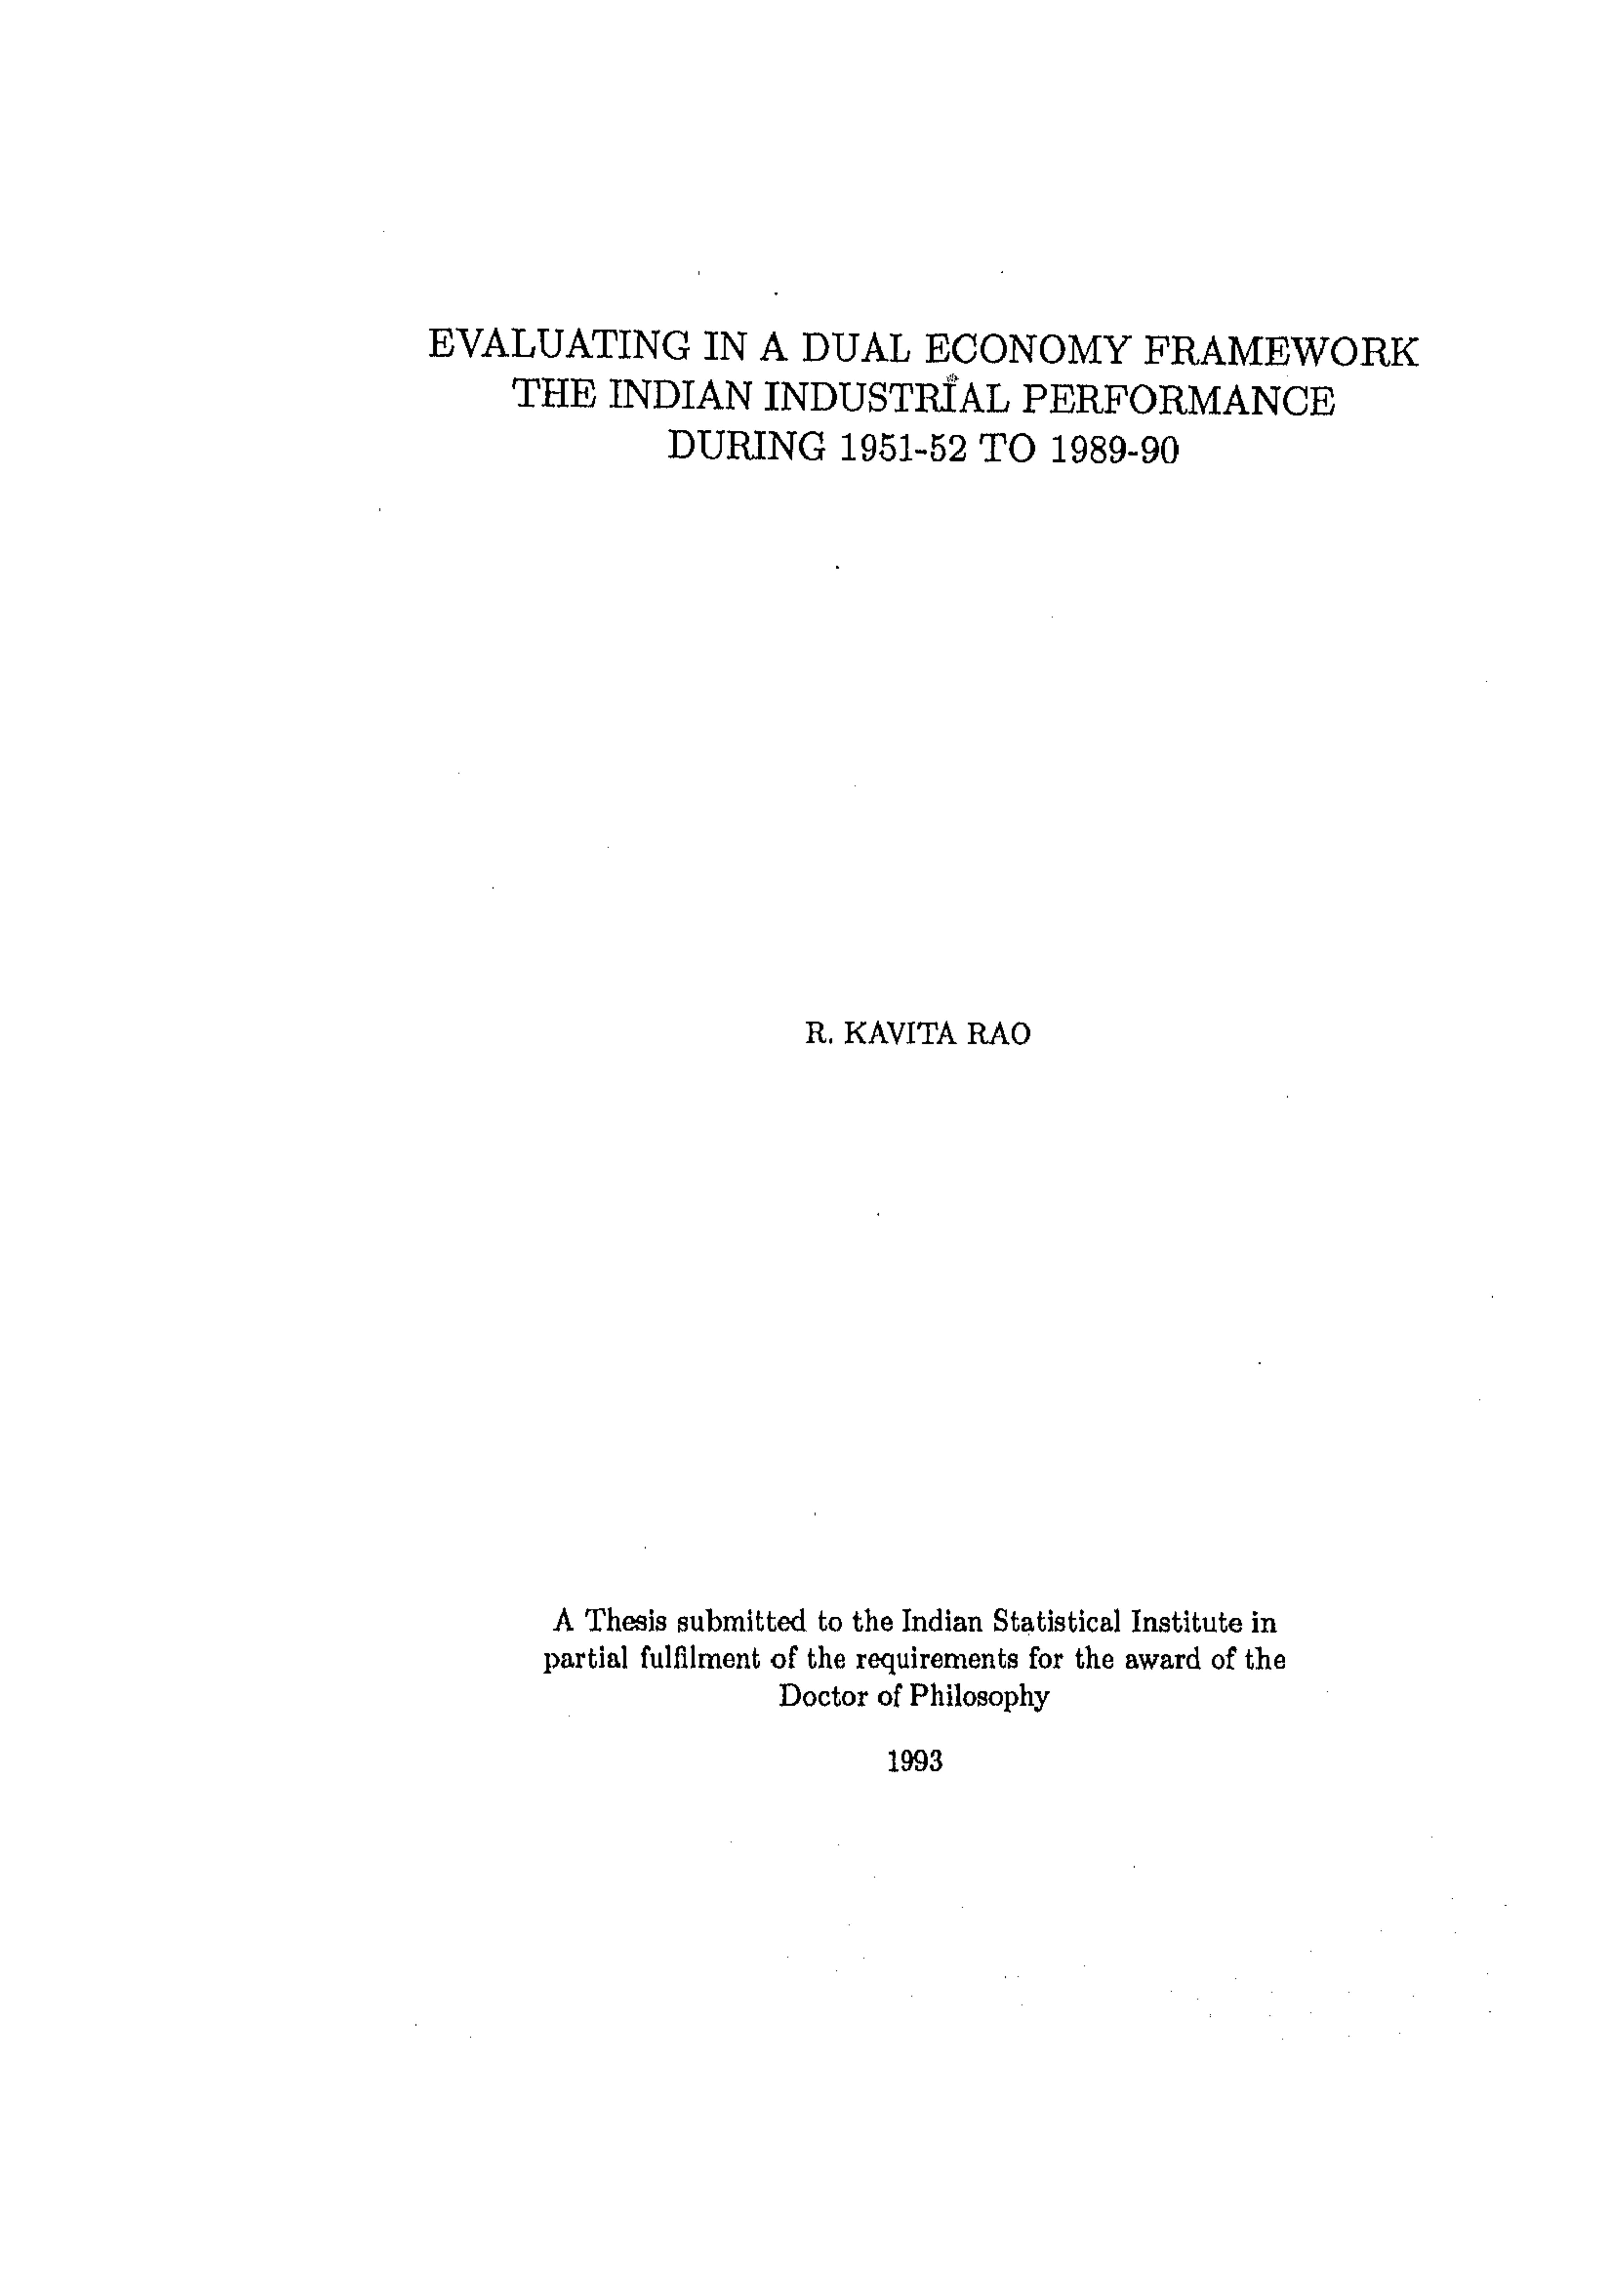 EVALUATING IN A DUAL ECONOMY FRAMEWORK
THE INDIAN INDUSTRIAL PERFORMANCE
DURING 1951-52 TO 1989-90
R. KAVITA RAO
A Thesis submitted to the Indian Statistical Institute in
partial fulfilment of the requirements for the award of the
Doctor of Philosophy
1993